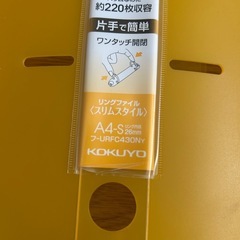 約220枚収容
片手で簡単
ワンタッチ開閉
リングファイル
〈スリムスタイル〉
A4-S
26mm
フ-URFC430NY
KOKUYO